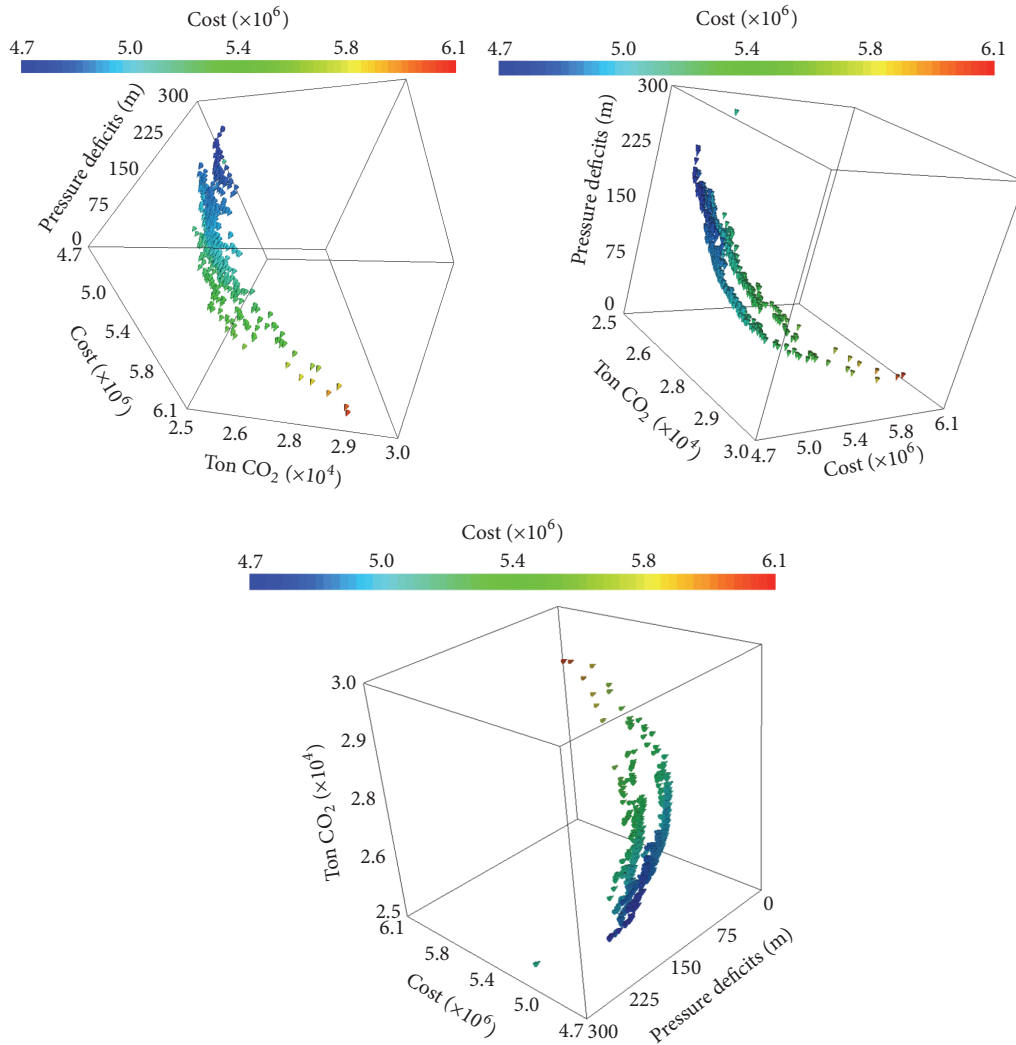 Cost (×10⁶)
4.7 5.0 5.4 5.8 6.1
300
225
150
75
0
Pressure deficits (m)
4.7
5.0
5.4
5.8
6.1
Cost (×10⁶)
2.5 2.6 2.8 2.9 3.0
Ton CO₂ (×10⁴)
Cost (×10⁶)
4.7 5.0 5.4 5.8 6.1
300
225
150
75
0
Pressure deficits (m)
2.5
2.6
2.8
2.9
3.0
Ton CO₂ (×10⁴)
4.7 5.0 5.4 5.8 6.1
Cost (×10⁶)
Cost (×10⁶)
4.7 5.0 5.4 5.8 6.1
3.0
2.9
2.8
2.6
2.5
Ton CO₂ (×10⁴)
6.1
5.8
5.4
5.0
4.7
Cost (×10⁶)
300
225
150
75
0
Pressure deficits (m)